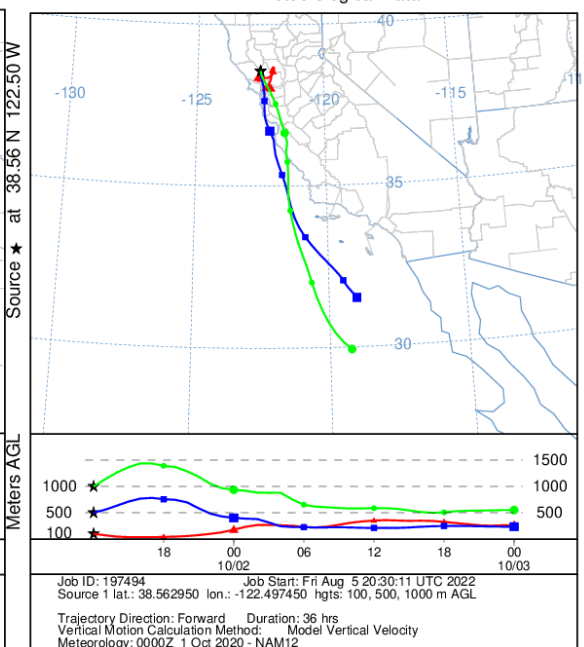 40
-130
-125
-120
-115
-11
35
30
Source ★ at 38.56 N 122.50 W
Meters AGL
1500
1000
1000
500
500
100
18 00 06 12 18 00
10/02 10/03
Job ID: 197494 Job Start: Fri Aug 5 20:30:11 UTC 2022
Source 1 lat.: 38.562950 lon.: -122.497450 hgts: 100, 500, 1000 m AGL
Trajectory Direction: Forward Duration: 36 hrs
Vertical Motion Calculation Method: Model Vertical Velocity
Meteorology: 0000Z 1 Oct 2020 - NAM12